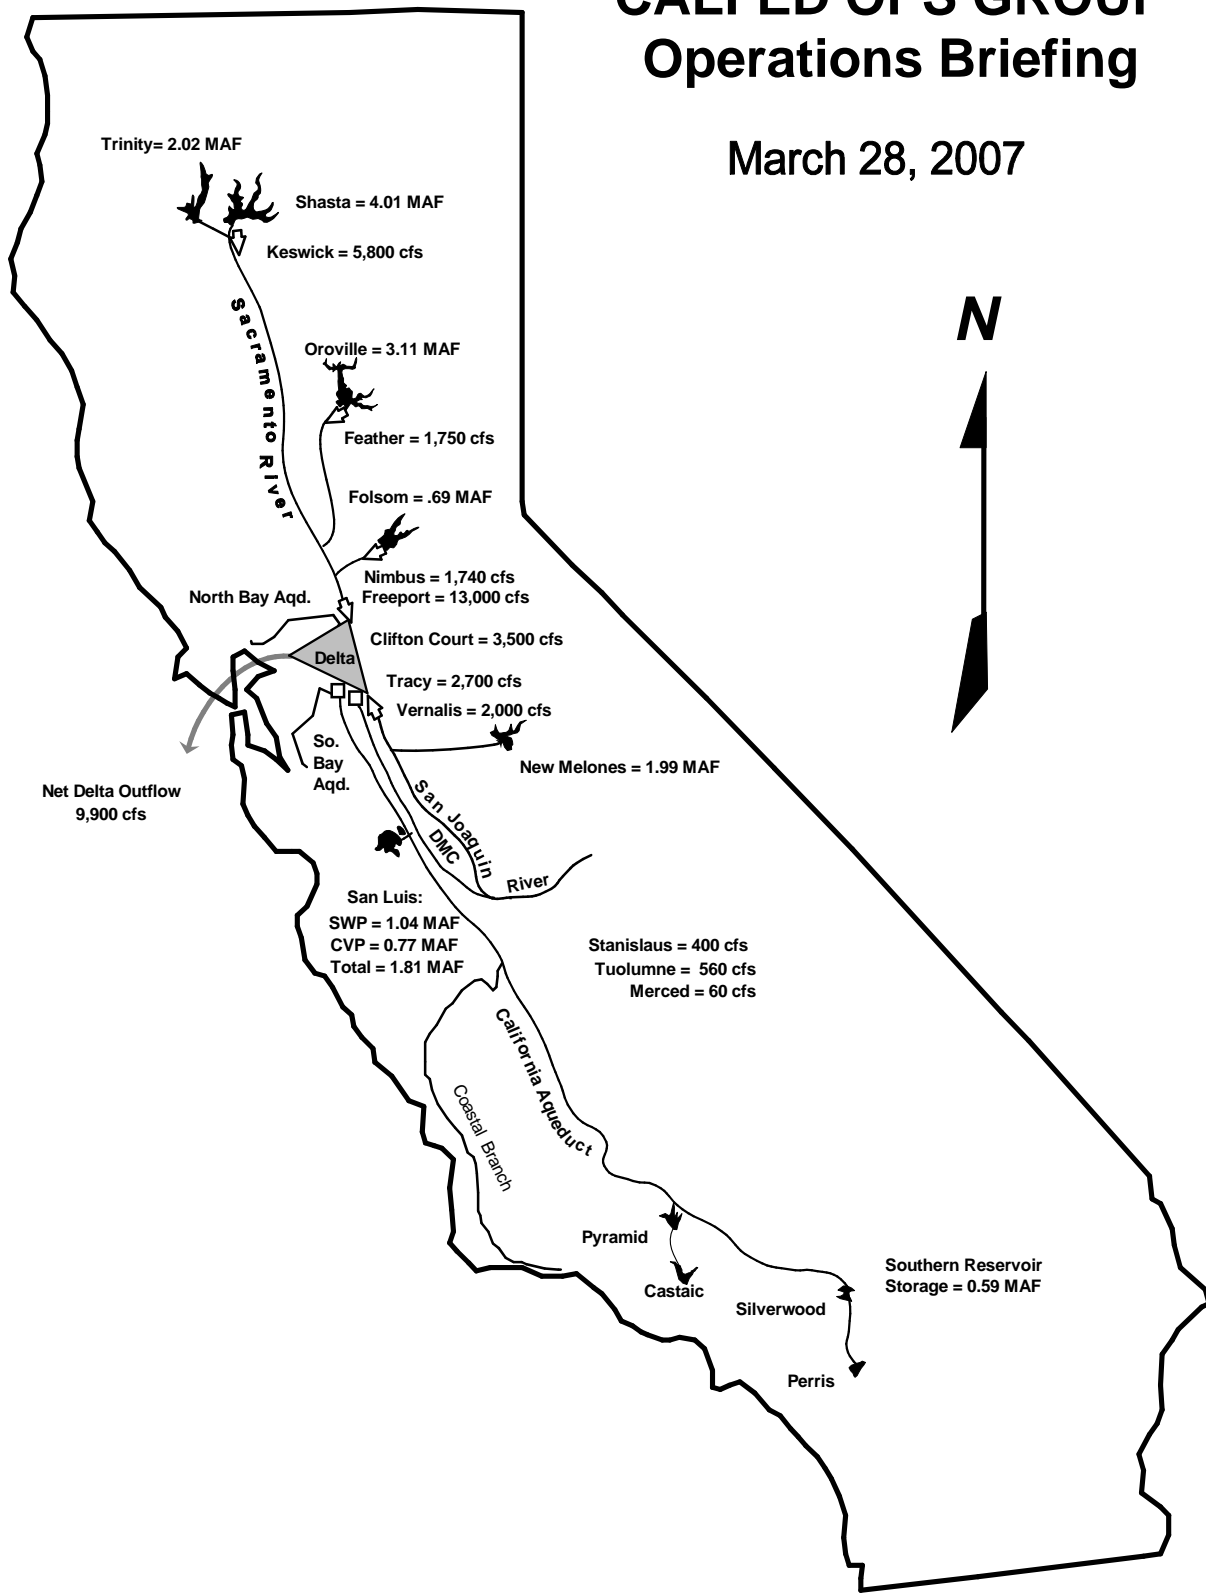 CALFED OPS GROUP
Operations Briefing
March 28, 2007
Trinity= 2.02 MAF
Shasta = 4.01 MAF
Keswick = 5,800 cfs
N
Sacramento River
Oroville = 3.11 MAF
Feather = 1,750 cfs
Folsom = .69 MAF
Nimbus = 1,740 cfs
North Bay Aqd.
Freeport = 13,000 cfs
Clifton Court = 3,500 cfs
Delta
Tracy = 2,700 cfs
Vernalis = 2,000 cfs
So.
Bay
Aqd.
New Melones = 1.99 MAF
Net Delta Outflow
9,900 cfs
San Joaquin
DMC
River
San Luis:
SWP = 1.04 MAF
CVP = 0.77 MAF
Total = 1.81 MAF
Stanislaus = 400 cfs
Tuolumne = 560 cfs
Merced = 60 cfs
California Aqueduct
Coastal Branch
Pyramid
Castaic
Silverwood
Southern Reservoir
Storage = 0.59 MAF
Perris